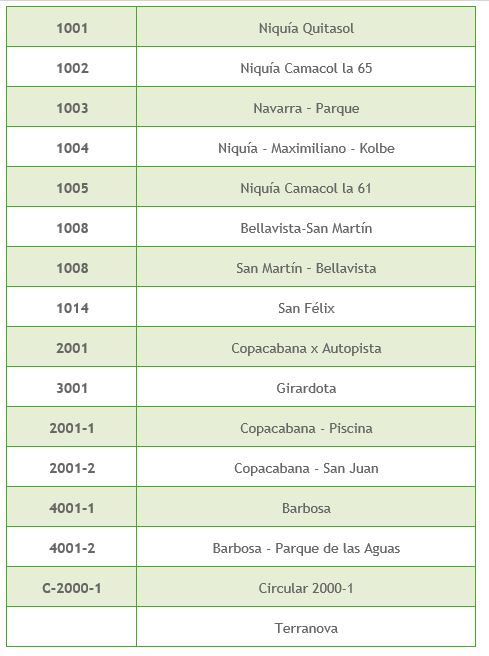 1001 Niquía Quitasol
1002 Niquía Camacol la 65
1003 Navarra - Parque
1004 Niquía - Maximiliano - Kolbe
1005 Niquía Camacol la 61
1008 Bellavista-San Martín
1008 San Martín - Bellavista
1014 San Félix
2001 Copacabana x Autopista
3001 Girardota
2001-1 Copacabana - Piscina
2001-2 Copacabana - San Juan
4001-1 Barbosa
4001-2 Barbosa - Parque de las Aguas
C-2000-1 Circular 2000-1
Terranova